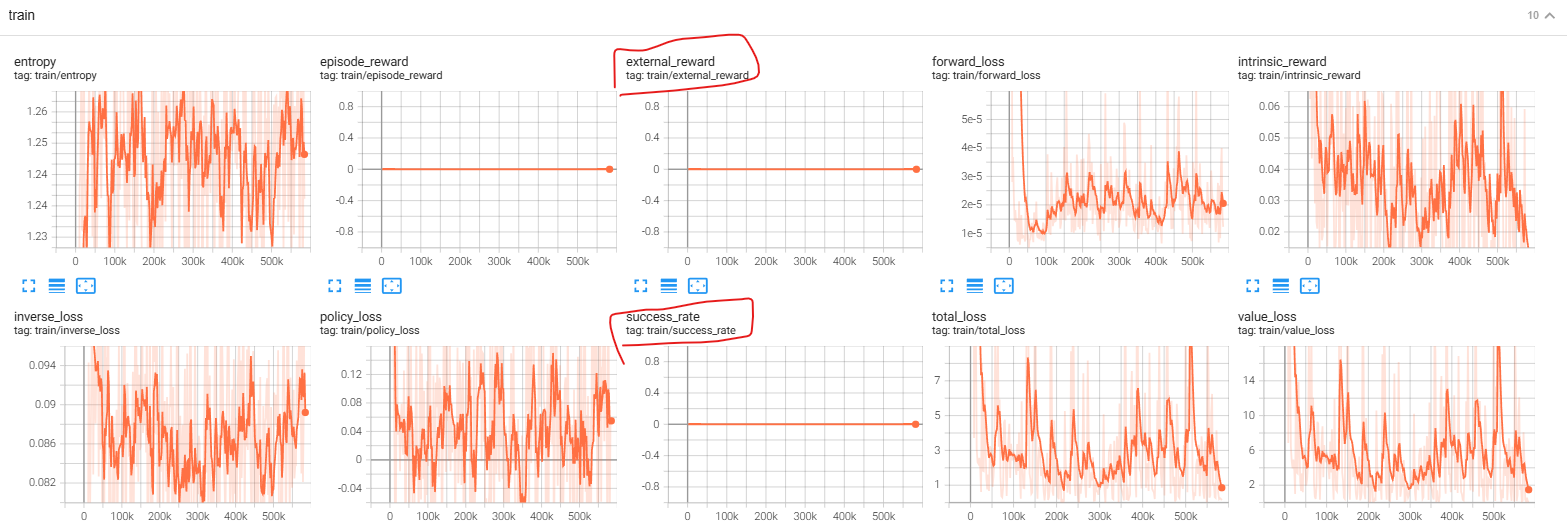 train
10
entropy
tag: train/entropy
1.26
1.25
1.24
1.24
1.23
0 100k 200k 300k 400k 500k
episode_reward
tag: train/episode_reward
0.8
0.4
0
-0.4
-0.8
0 100k 200k 300k 400k 500k
external_reward
tag: train/external_reward
0.8
0.4
0
-0.4
-0.8
0 100k 200k 300k 400k 500k
forward_loss
tag: train/forward_loss
5e-5
4e-5
3e-5
2e-5
1e-5
0 100k 200k 300k 400k 500k
intrinsic_reward
tag: train/intrinsic_reward
0.06
0.05
0.04
0.03
0.02
0 100k 200k 300k 400k 500k
inverse_loss
tag: train/inverse_loss
0.094
0.09
0.086
0.082
0 100k 200k 300k 400k 500k
policy_loss
tag: train/policy_loss
0.12
0.08
0.04
0
-0.04
0 100k 200k 300k 400k 500k
success_rate
tag: train/success_rate
0.8
0.4
0
-0.4
-0.8
0 100k 200k 300k 400k 500k
total_loss
tag: train/total_loss
7
5
3
1
0 100k 200k 300k 400k 500k
value_loss
tag: train/value_loss
14
10
6
2
0 100k 200k 300k 400k 500k